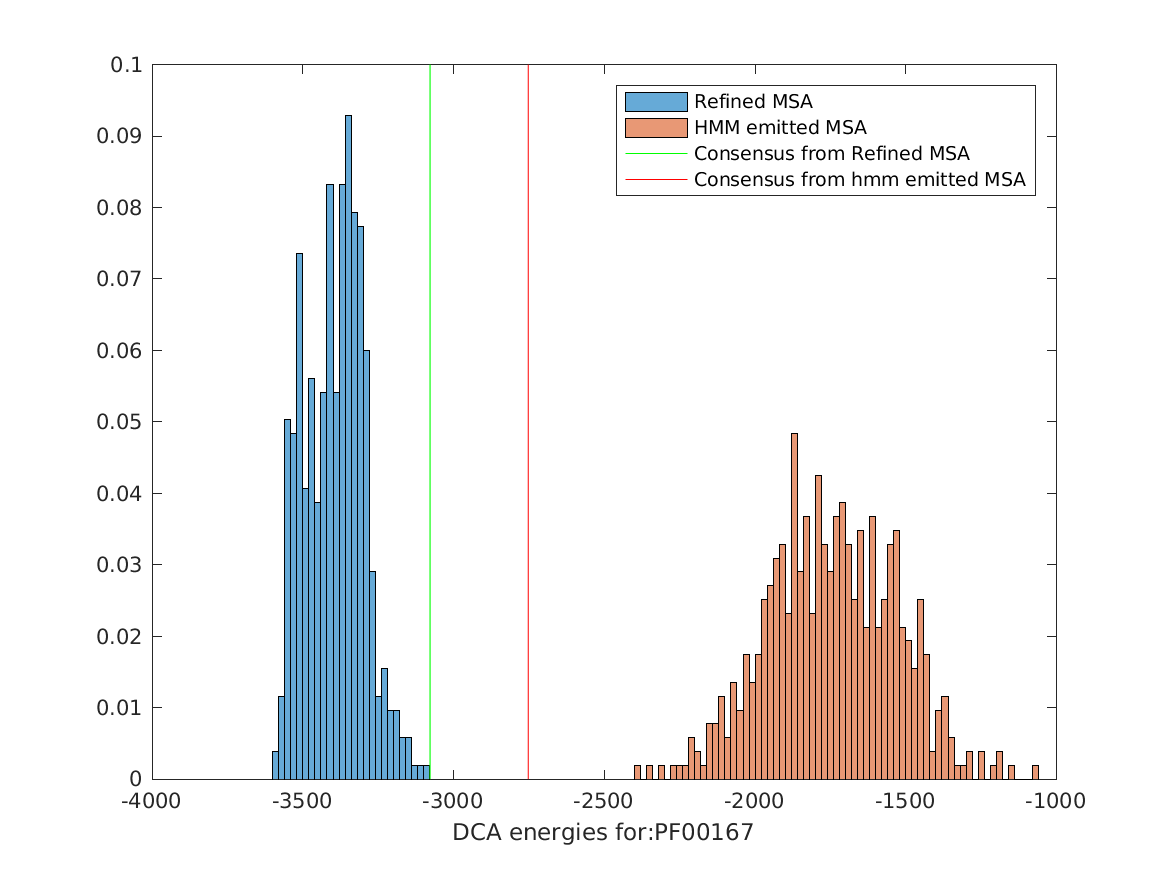 0.1
0.09
0.08
0.07
0.06
0.05
0.04
0.03
0.02
0.01
0
Refined MSA
HMM emitted MSA
Consensus from Refined MSA
Consensus from hmm emitted MSA
-4000 -3500 -3000 -2500 -2000 -1500 -1000
DCA energies for:PF00167